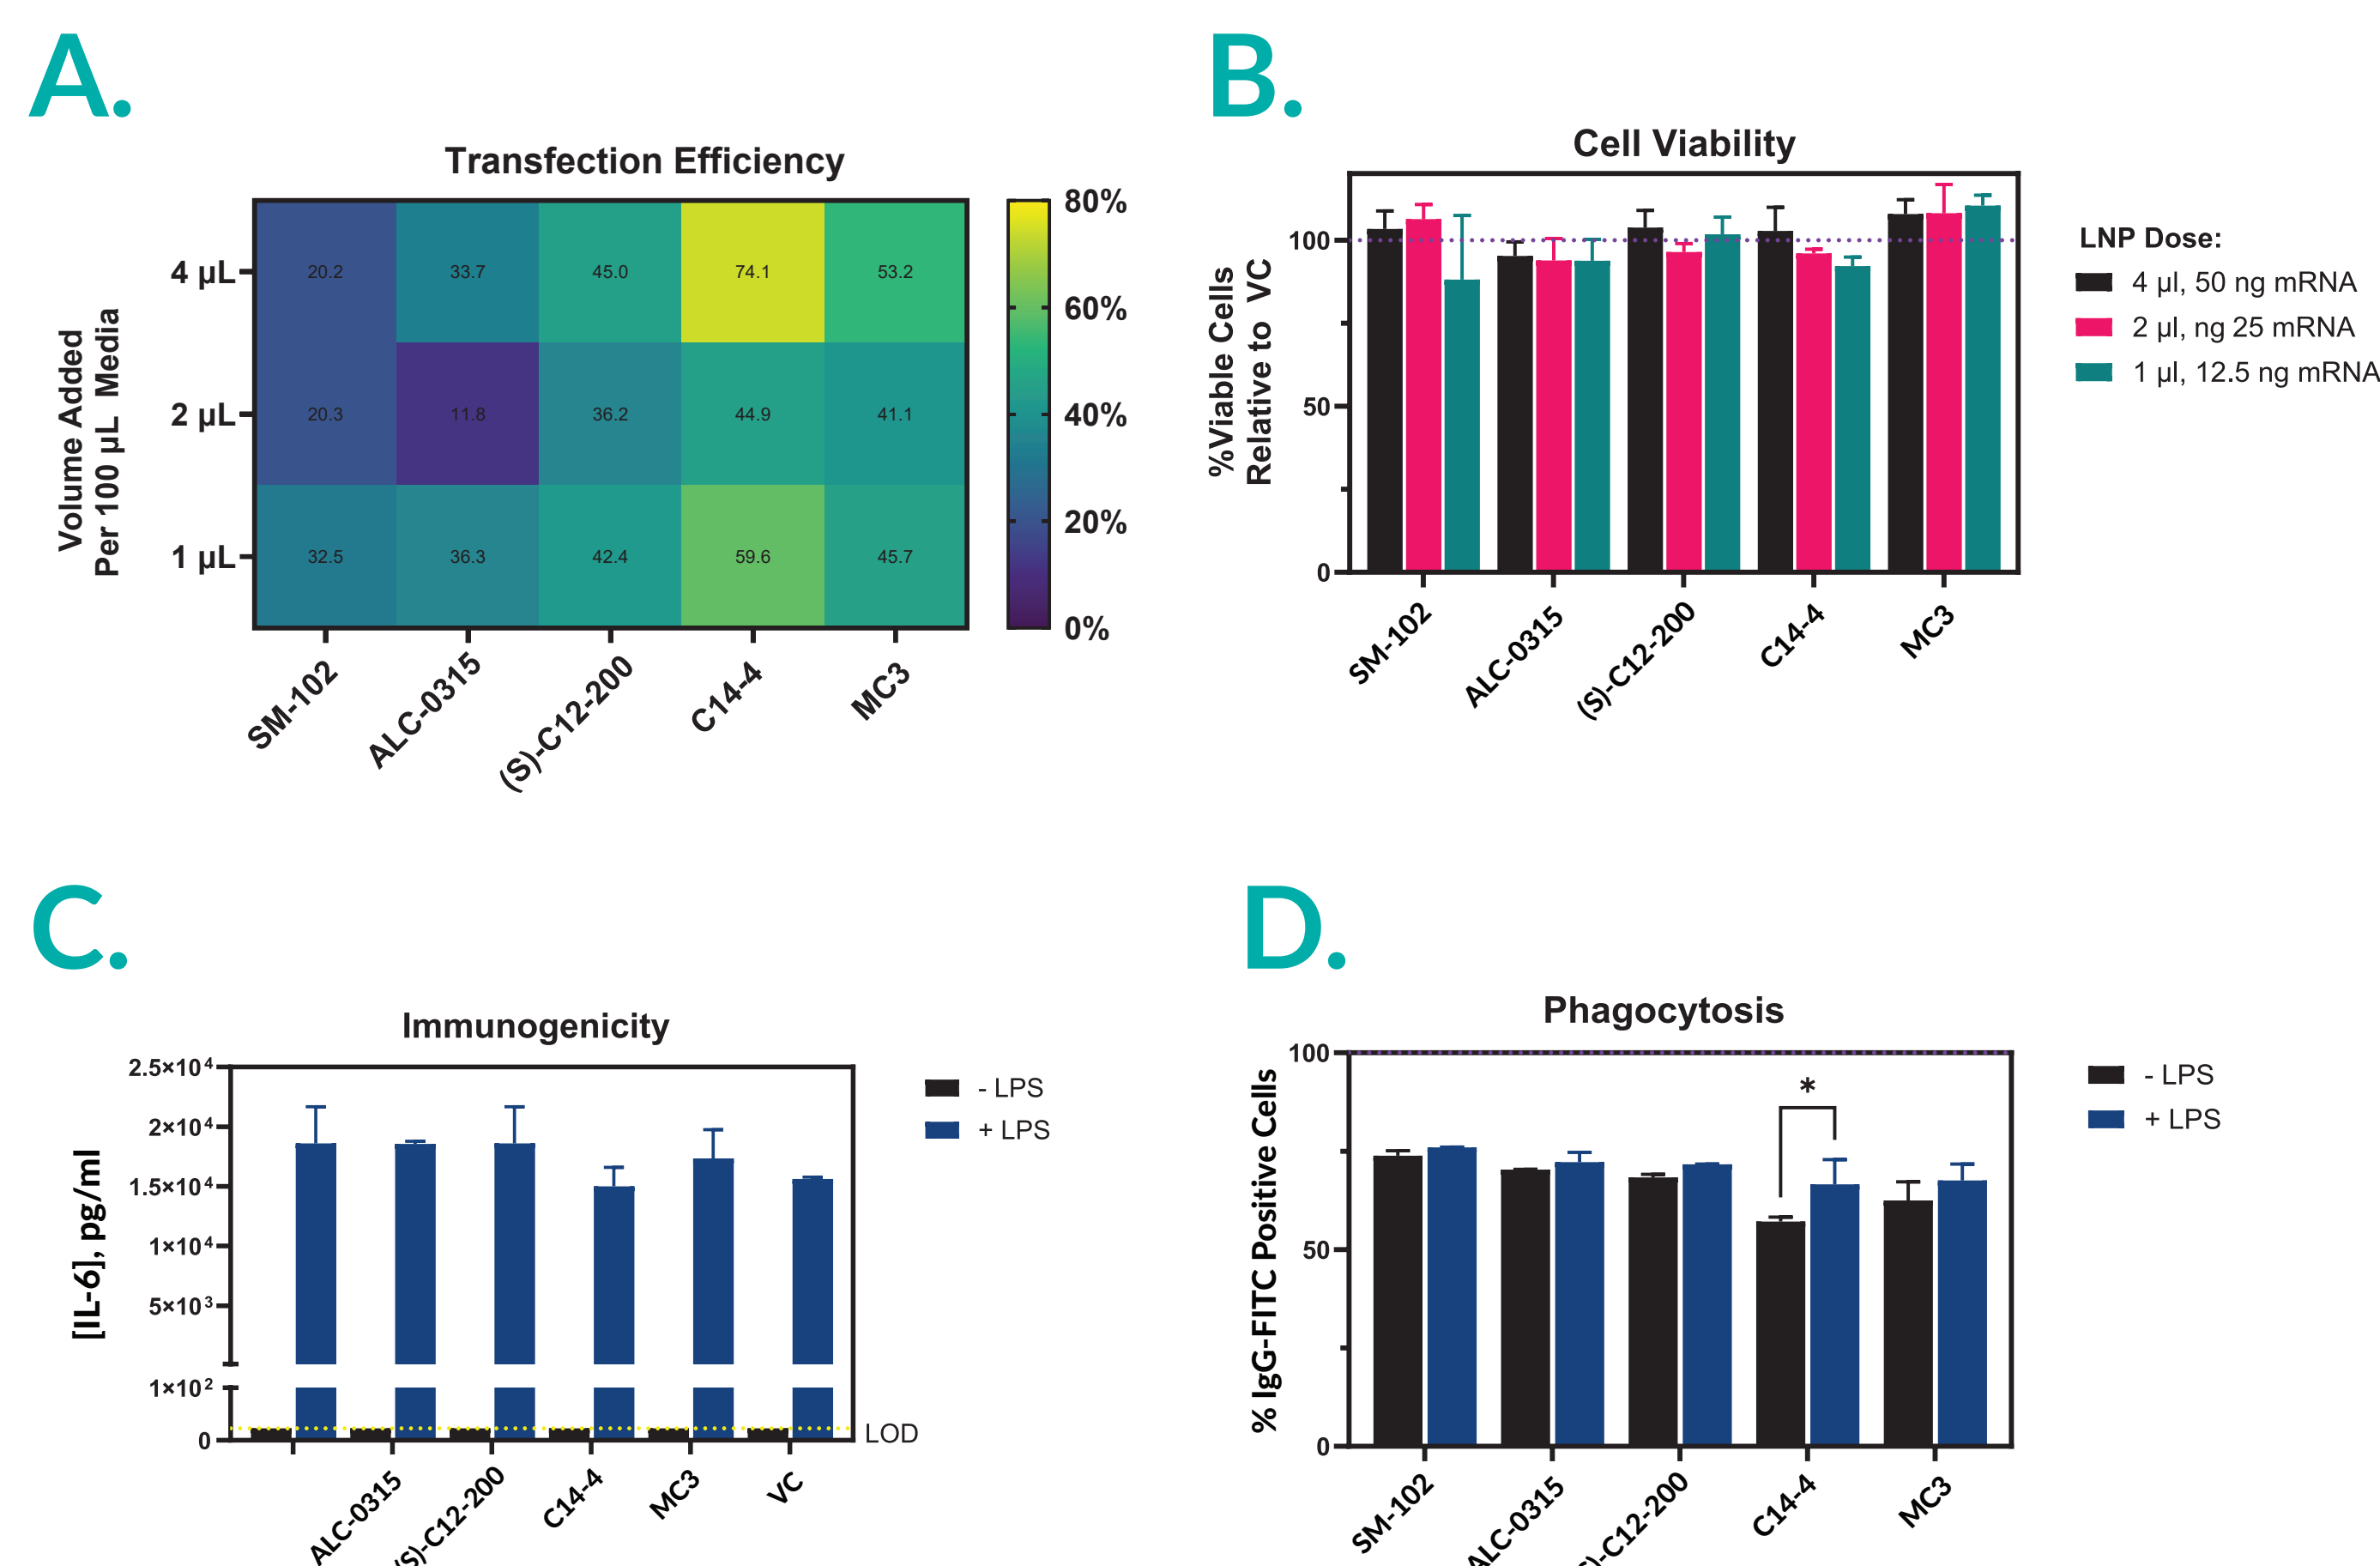 A.
Transfection Efficiency
Volume Added
Per 100 µL Media
4 µL
2 µL
1 µL
20.2 33.7 45.0 74.1 53.2
20.3 11.8 36.2 44.9 41.1
32.5 36.3 42.4 59.6 45.7
80%
60%
40%
20%
0%
SM-102
ALC-0315
(S)-C12-200
C14-4
MC3
B.
Cell Viability
%Viable Cells
Relative to VC
100
50
0
SM-102
ALC-0315
(S)-C12-200
C14-4
MC3
LNP Dose:
4 µl, 50 ng mRNA
2 µl, ng 25 mRNA
1 µl, 12.5 ng mRNA
C.
Immunogenicity
[IL-6], pg/ml
2.5×10⁴
2×10⁴
1.5×10⁴
1×10⁴
5×10³
1×10²
0
LOD
ALC-0315
(S)-C12-200
C14-4
MC3
VC
- LPS
+ LPS
D.
Phagocytosis
% IgG-FITC Positive Cells
100
50
0
*
SM-102
ALC-0315
)-C12-200
C14-4
MC3
- LPS
+ LPS